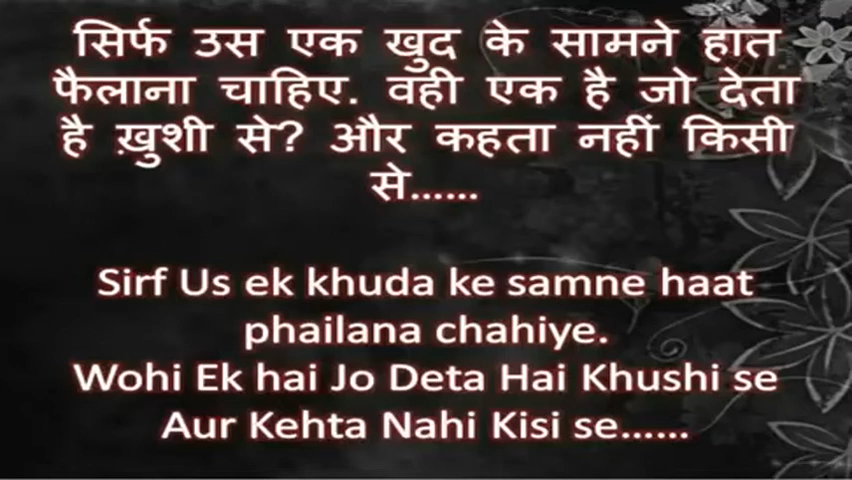 सिर्फ उस एक खुद के सामने हात
फैलाना चाहिए. वही एक है जो देता
है ख़ुशी से? और कहता नहीं किसी
से......
Sirf Us ek khuda ke samne haat
phailana chahiye.
Wohi Ek hai Jo Deta Hai Khushi se
Aur Kehta Nahi Kisi se......